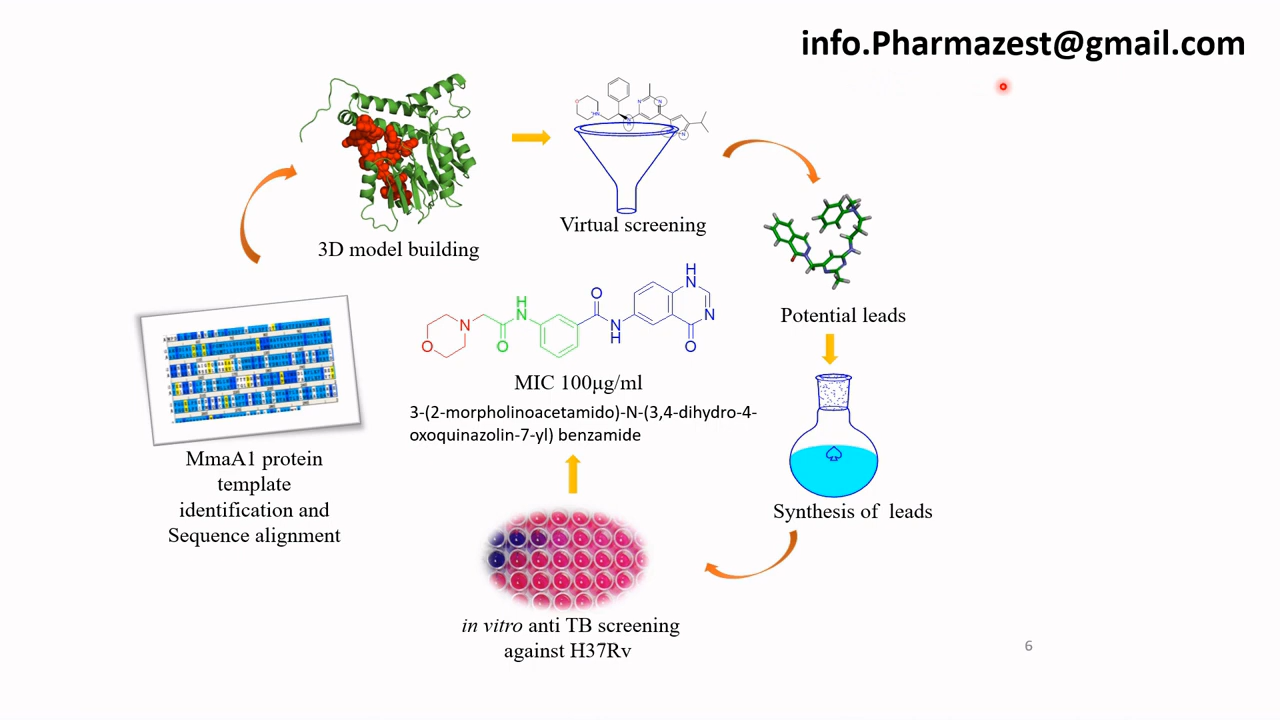 info.Pharmazest@gmail.com
3D model building
Virtual screening
Potential leads
Synthesis of leads
in vitro anti TB screening
against H37Rv
MIC 100µg/ml
3-(2-morpholinoacetamido)-N-(3,4-dihydro-4-
oxoquinazolin-7-yl) benzamide
MmaA1 protein
template
identification and
Sequence alignment
O
N
O
H
N
O
N
H
H
N
N
O
6